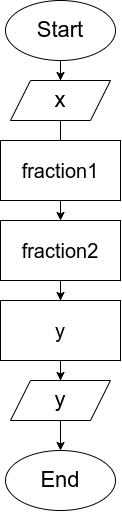 Start
x
fraction1
fraction2
y
y
End